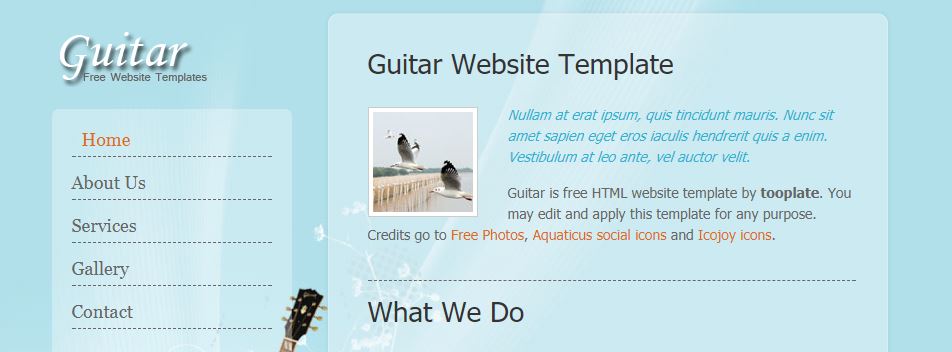 Guitar
Free Website Templates
Home
About Us
Services
Gallery
Contact
Guitar Website Template
Nullam at erat ipsum, quis tincidunt mauris. Nunc sit
amet sapien eget eros iaculis hendrerit quis a enim.
Vestibulum at leo ante, vel auctor velit.
Guitar is free HTML website template by tooplate. You
may edit and apply this template for any purpose.
Credits go to Free Photos, Aquaticus social icons and Icojoy icons.
What We Do